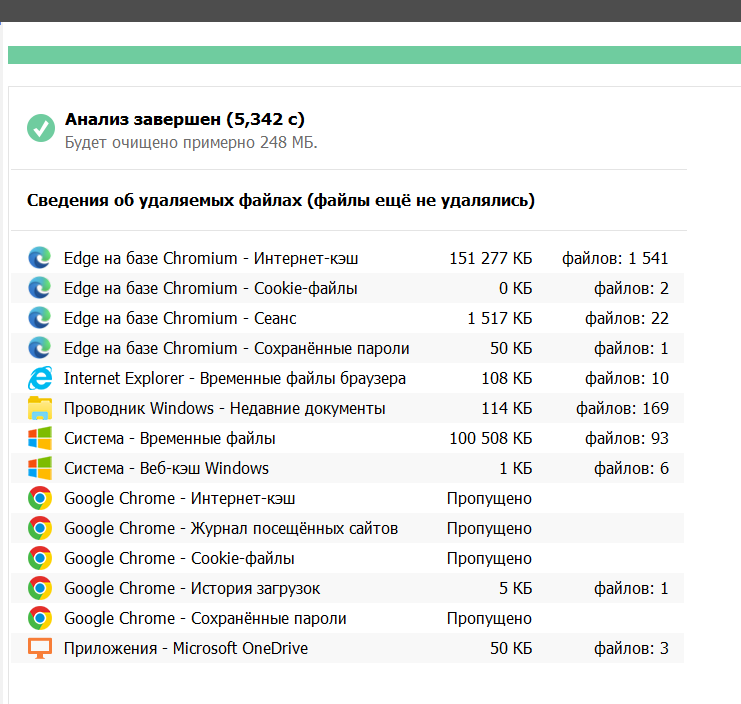 Анализ завершен (5,342 с)
Будет очищено примерно 248 МБ.
Сведения об удаляемых файлах (файлы ещё не удалялись)
Edge на базе Chromium - Интернет-кэш 151 277 КБ файлов: 1 541
Edge на базе Chromium - Cookie-файлы 0 КБ файлов: 2
Edge на базе Chromium - Сеанс 1 517 КБ файлов: 22
Edge на базе Chromium - Сохранённые пароли 50 КБ файлов: 1
Internet Explorer - Временные файлы браузера 108 КБ файлов: 10
Проводник Windows - Недавние документы 114 КБ файлов: 169
Система - Временные файлы 100 508 КБ файлов: 93
Система - Веб-кэш Windows 1 КБ файлов: 6
Google Chrome - Интернет-кэш Пропущено
Google Chrome - Журнал посещённых сайтов Пропущено
Google Chrome - Cookie-файлы Пропущено
Google Chrome - История загрузок 5 КБ файлов: 1
Google Chrome - Сохранённые пароли Пропущено
Приложения - Microsoft OneDrive 50 КБ файлов: 3